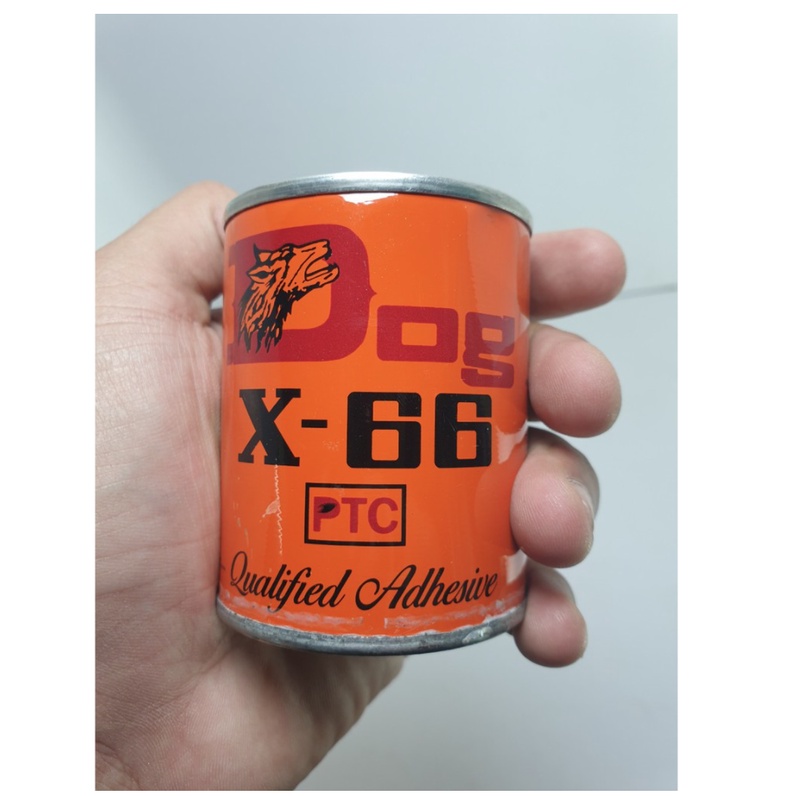 Dog
X-66
PTC
Qualified Adhesive